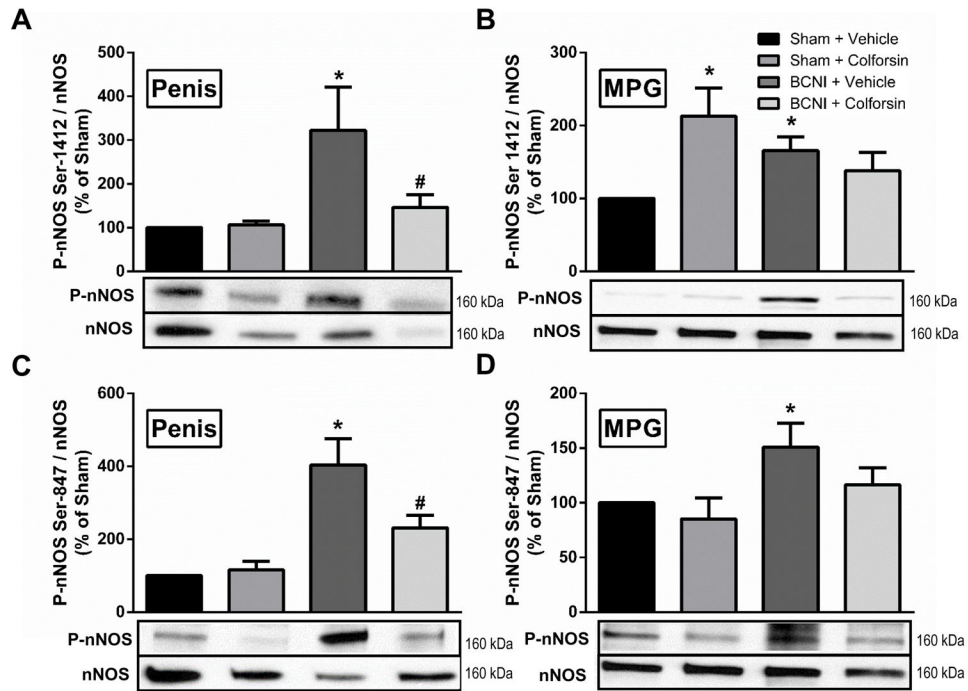 A
P-nNOS Ser-1412 / nNOS
(% of Sham)
500
400
300
200
100
0
Penis
*
#
P-nNOS
160 kDa
nNOS
160 kDa
B
P-nNOS Ser 1412 / nNOS
(% of Sham)
300
200
100
0
MPG
*
*
Sham + Vehicle
Sham + Colforsin
BCNI + Vehicle
BCNI + Colforsin
P-nNOS
160 kDa
nNOS
160 kDa
C
P-nNOS Ser-847 / nNOS
(% of Sham)
600
400
200
0
Penis
*
#
P-nNOS
160 kDa
nNOS
160 kDa
D
P-nNOS Ser-847 / nNOS
(% of Sham)
200
150
100
50
0
MPG
*
P-nNOS
160 kDa
nNOS
160 kDa